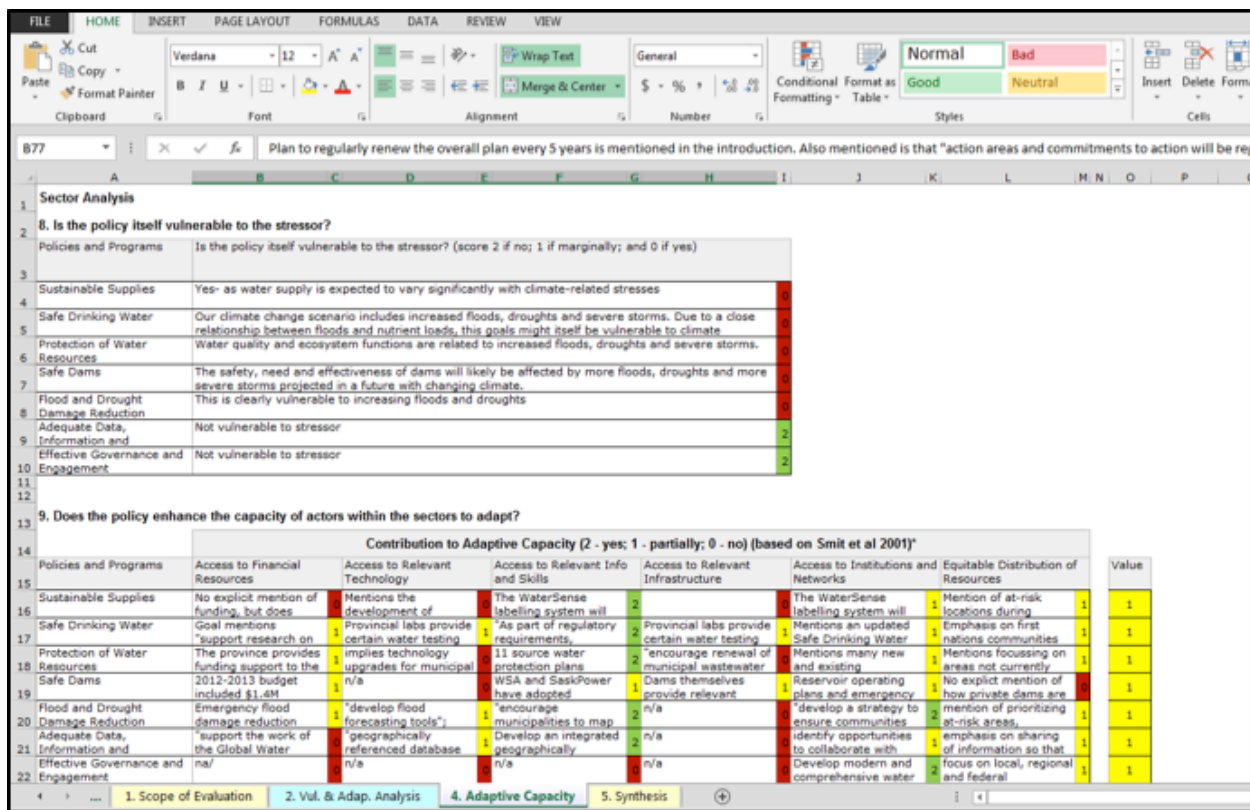 FILE HOME INSERT PAGE LAYOUT FORMULAS DATA REVIEW VIEW
Cut
Copy
Format Painter
Paste
Clipboard
Verdana 12
B I U
Font
Wrap Text
Merge & Center
Alignment
General
$ % ,
Number
Conditional Formatting
Format as Table
Normal Bad
Good Neutral
Styles
Insert Delete
Cells
B77 fx Plan to regularly renew the overall plan every 5 years is mentioned in the introduction. Also mentioned is that "action areas and commitments to action will be
A B C D E F G H I J K L M N O P
1 Sector Analysis
2 8. Is the policy itself vulnerable to the stressor?
3 Policies and Programs Is the policy itself vulnerable to the stressor? (score 2 if no; 1 if marginally; and 0 if yes)
4 Sustainable Supplies Yes- as water supply is expected to vary significantly with climate-related stresses 0
5 Safe Drinking Water Our climate change scenario includes increased floods, droughts and severe storms. Due to a close
relationship between floods and nutrient loads, this goals might itself be vulnerable to climate 0
6 Protection of Water Resources Water quality and ecosystem functions are related to increased floods, droughts and severe storms. 0
7 Safe Dams The safety, need and effectiveness of dams will likely be affected by more floods, droughts and more
severe storms projected in a future with changing climate. 0
8 Flood and Drought Damage Reduction This is clearly vulnerable to increasing floods and droughts 0
9 Adequate Data, Information and Not vulnerable to stressor 2
10 Effective Governance and Engagement Not vulnerable to stressor 2
11
12
13 9. Does the policy enhance the capacity of actors within the sectors to adapt?
14 Contribution to Adaptive Capacity (2 - yes; 1 - partially; 0 - no) (based on Smit et al 2001)*
15 Policies and Programs Access to Financial Resources Access to Relevant Technology Access to Relevant Info and Skills Access to Relevant Infrastructure Access to Institutions and Networks Equitable Distribution of Resources Value
16 Sustainable Supplies No explicit mention of funding, but does 0 Mentions the development of 0 The WaterSense labelling system will 2 0 The WaterSense labelling system will 1 Mention of at-risk locations during 1 1
17 Safe Drinking Water Goal mentions "support research on 1 Provincial labs provide certain water testing 1 "As part of regulatory requirements, 2 Provincial labs provide certain water testing 1 Mentions an updated Safe Drinking Water 1 Emphasis on first nations communities 1 1
18 Protection of Water Resources The province provides funding support to the 1 implies technology upgrades for municipal 0 11 source water protection plans 2 "encourage renewal of municipal wastewater 0 Mentions many new and existing 1 Mentions focussing on areas not currently 1 1
19 Safe Dams 2012-2013 budget included $1.4M 1 n/a 0 WSA and SaskPower have adopted 1 Dams themselves provide relevant 1 Reservoir operating plans and emergency 1 No explict mention of how private dams are 0 1
20 Flood and Drought Damage Reduction Emergency flood damage reduction 1 "develop flood forecasting tools"; 1 "encourage municipalities to map 2 n/a 0 "develop a strategy to ensure communities 2 mention of prioritizing at-risk areas, 1 1
21 Adequate Data, Information and "support the work of the Global Water 0 "geographically referenced database 1 Develop an integrated geographically 2 n/a 0 identify opportunities to collaborate with 1 emphasis on sharing of information so that 1 1
22 Effective Governance and Engagement na/ 0 n/a 0 n/a 0 n/a 0 Develop modern and comprehensive water 2 focus on local, regional and federal 1 1
... 1. Scope of Evaluation 2. Vul. & Adap. Analysis 4. Adaptive Capacity 5. Synthesis